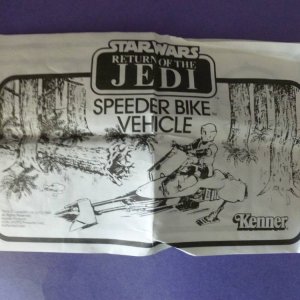 STAR WARS
RETURN OF THE
JEDI
SPEEDER BIKE
VEHICLE
Kenner